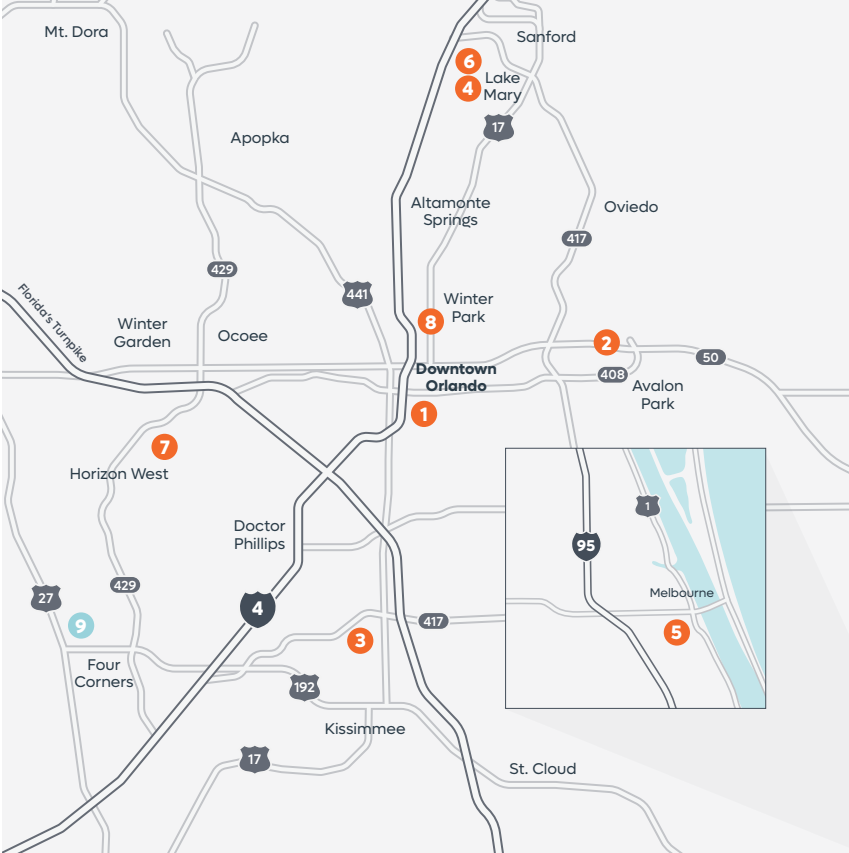 Mt. Dora
Sanford
6
Lake
4
Mary
17
Apopka
Altamonte
Springs
Oviedo
417
429
441
Florida's Turnpike
Winter
Park
8
Winter
Garden
Ocoee
2
50
Downtown
Orlando
408
Avalon
Park
1
7
Horizon West
1
Doctor
Phillips
95
429
27
4
Melbourne
9
417
5
3
Four
Corners
192
Kissimmee
17
St. Cloud